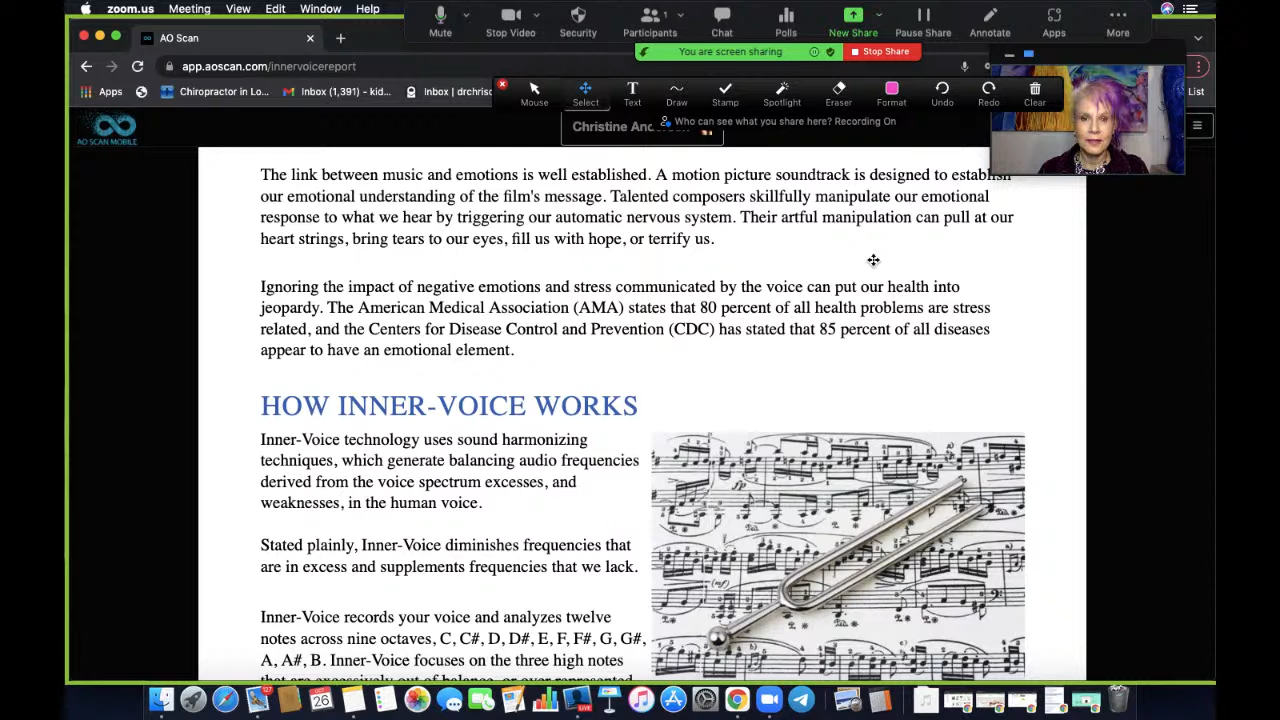 zoom.us Meeting View Edit Window Help
Mute Stop Video Security Participants 1 Chat Polls New Share Pause Share Annotate Apps More
AO Scan
You are screen sharing Stop Share
app.aoscan.com/innervoicereport
Apps Chiropractor in Lo... Inbox (1,391) – kid... Inbox | drchris List
Mouse Select Text Draw Stamp Spotlight Eraser Format Undo Redo Clear
Who can see what you share here? Recording On
AO SCAN MOBILE
Christine
The link between music and emotions is well established. A motion picture soundtrack is designed to establish
our emotional understanding of the film's message. Talented composers skillfully manipulate our emotional
response to what we hear by triggering our automatic nervous system. Their artful manipulation can pull at our
heart strings, bring tears to our eyes, fill us with hope, or terrify us.
Ignoring the impact of negative emotions and stress communicated by the voice can put our health into
jeopardy. The American Medical Association (AMA) states that 80 percent of all health problems are stress
related, and the Centers for Disease Control and Prevention (CDC) has stated that 85 percent of all diseases
appear to have an emotional element.
HOW INNER-VOICE WORKS
Inner-Voice technology uses sound harmonizing
techniques, which generate balancing audio frequencies
derived from the voice spectrum excesses, and
weaknesses, in the human voice.
Stated plainly, Inner-Voice diminishes frequencies that
are in excess and supplements frequencies that we lack.
Inner-Voice records your voice and analyzes twelve
notes across nine octaves, C, C#, D, D#, E, F, F#, G, G#,
A, A#, B. Inner-Voice focuses on the three high notes
that are excessively out of balance, or over represented